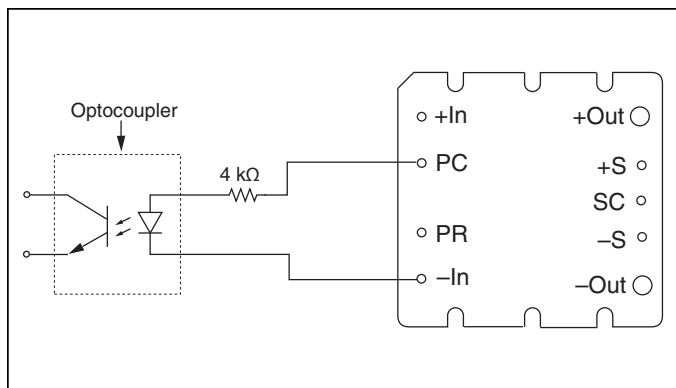 Optocoupler
4 kΩ
+In
PC
PR
–In
+Out
+S
SC
–S
–Out